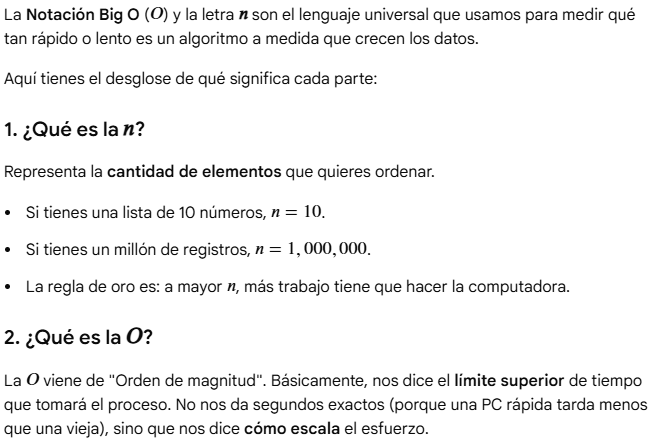 La Notación Big O (O) y la letra n son el lenguaje universal que usamos para medir qué
tan rápido o lento es un algoritmo a medida que crecen los datos.
Aquí tienes el desglose de qué significa cada parte:
1. ¿Qué es la n?
Representa la cantidad de elementos que quieres ordenar.
• Si tienes una lista de 10 números, n = 10.
• Si tienes un millón de registros, n = 1,000,000.
• La regla de oro es: a mayor n, más trabajo tiene que hacer la computadora.
2. ¿Qué es la O?
La O viene de "Orden de magnitud". Básicamente, nos dice el límite superior de tiempo
que tomará el proceso. No nos da segundos exactos (porque una PC rápida tarda menos
que una vieja), sino que nos dice cómo escala el esfuerzo.